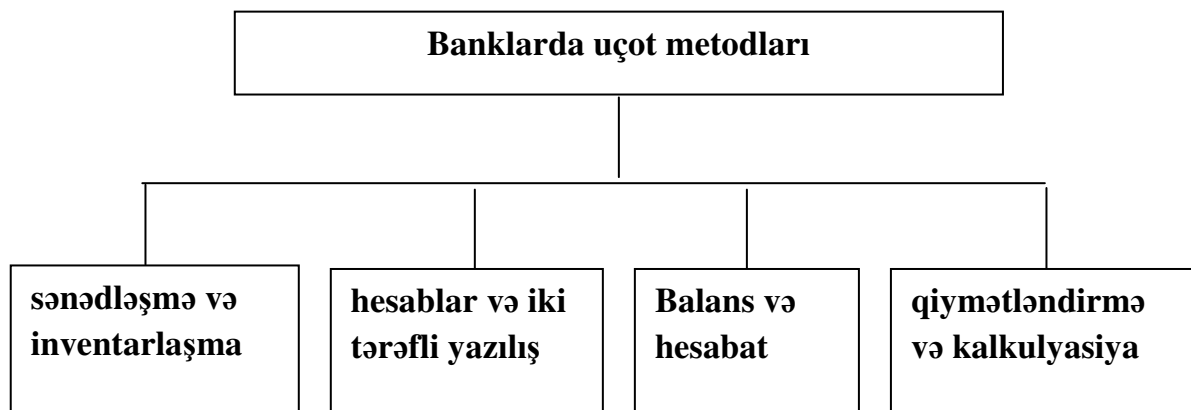 Banklarda uçot metodları
sənədləşmə və
inventarlaşma
hesablar və iki
tərəfli yazılış
Balans və
hesabat
qiymətləndirmə
və kalkulyasiya